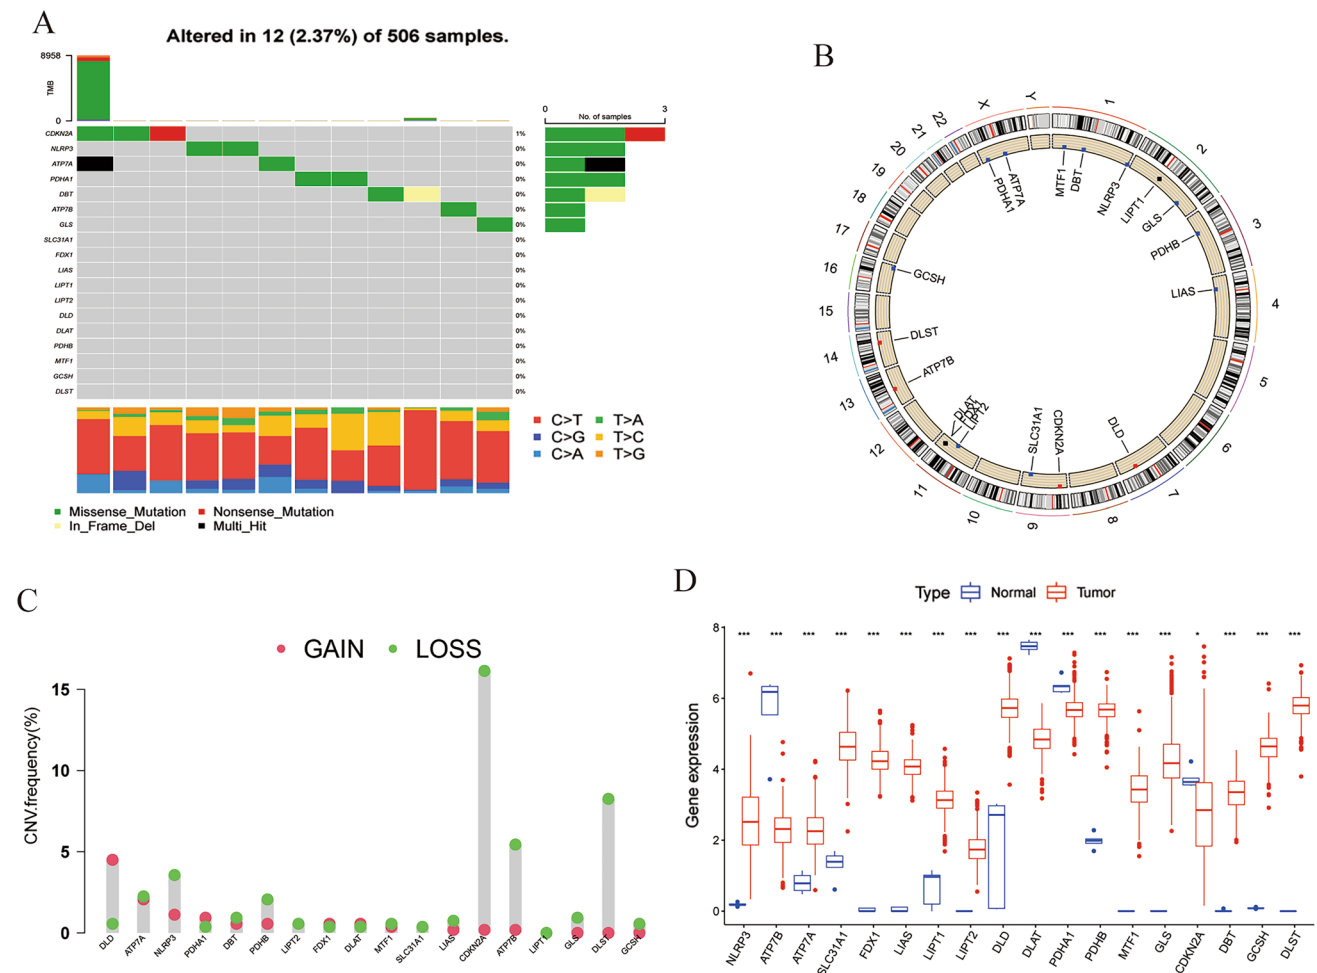 A
Altered in 12 (2.37%) of 506 samples.
8958
TMB
0
0
3
No. of samples
CDKN2A 1%
NLRP3 0%
ATP7A 0%
PDHA1 0%
DBT 0%
ATP7B 0%
GLS 0%
SLC31A1 0%
FDX1 0%
LIAS 0%
LIPT1 0%
LIPT2 0%
DLD 0%
DLAT 0%
PDHB 0%
MTF1 0%
GCSH 0%
DLST 0%
C>T T>A
C>G T>C
C>A T>G
Missense_Mutation Nonsense_Mutation
In_Frame_Del Multi_Hit
B
1
2
3
4
5
6
7
8
9
10
11
12
13
14
15
16
17
18
19
20
21
22
X
Y
MTF1
DBT
NLRP3
LIPT1
GLS
PDHB
LIAS
DLD
CDKN2A
SLC31A1
LIPT2
DLAT
ATP7B
DLST
GCSH
PDHA1
ATP7A
C
GAIN LOSS
CNV.frequency(%)
15
10
5
0
DLD ATP7A NLRP3 PDHA1 DBT PDHB LIPT2 FDX1 DLAT MTF1 SLC31A1 LIAS CDKN2A ATP7B LIPT1 GLS DLST GCSH
D
Type Normal Tumor
Gene expression
8
6
4
2
0
*** *** *** *** *** *** *** *** *** *** *** *** *** *** * *** *** ***
NLRP3 ATP7B ATP7A SLC31A1 FDX1 LIAS LIPT1 LIPT2 DLD DLAT PDHA1 PDHB MTF1 GLS CDKN2A DBT GCSH DLST